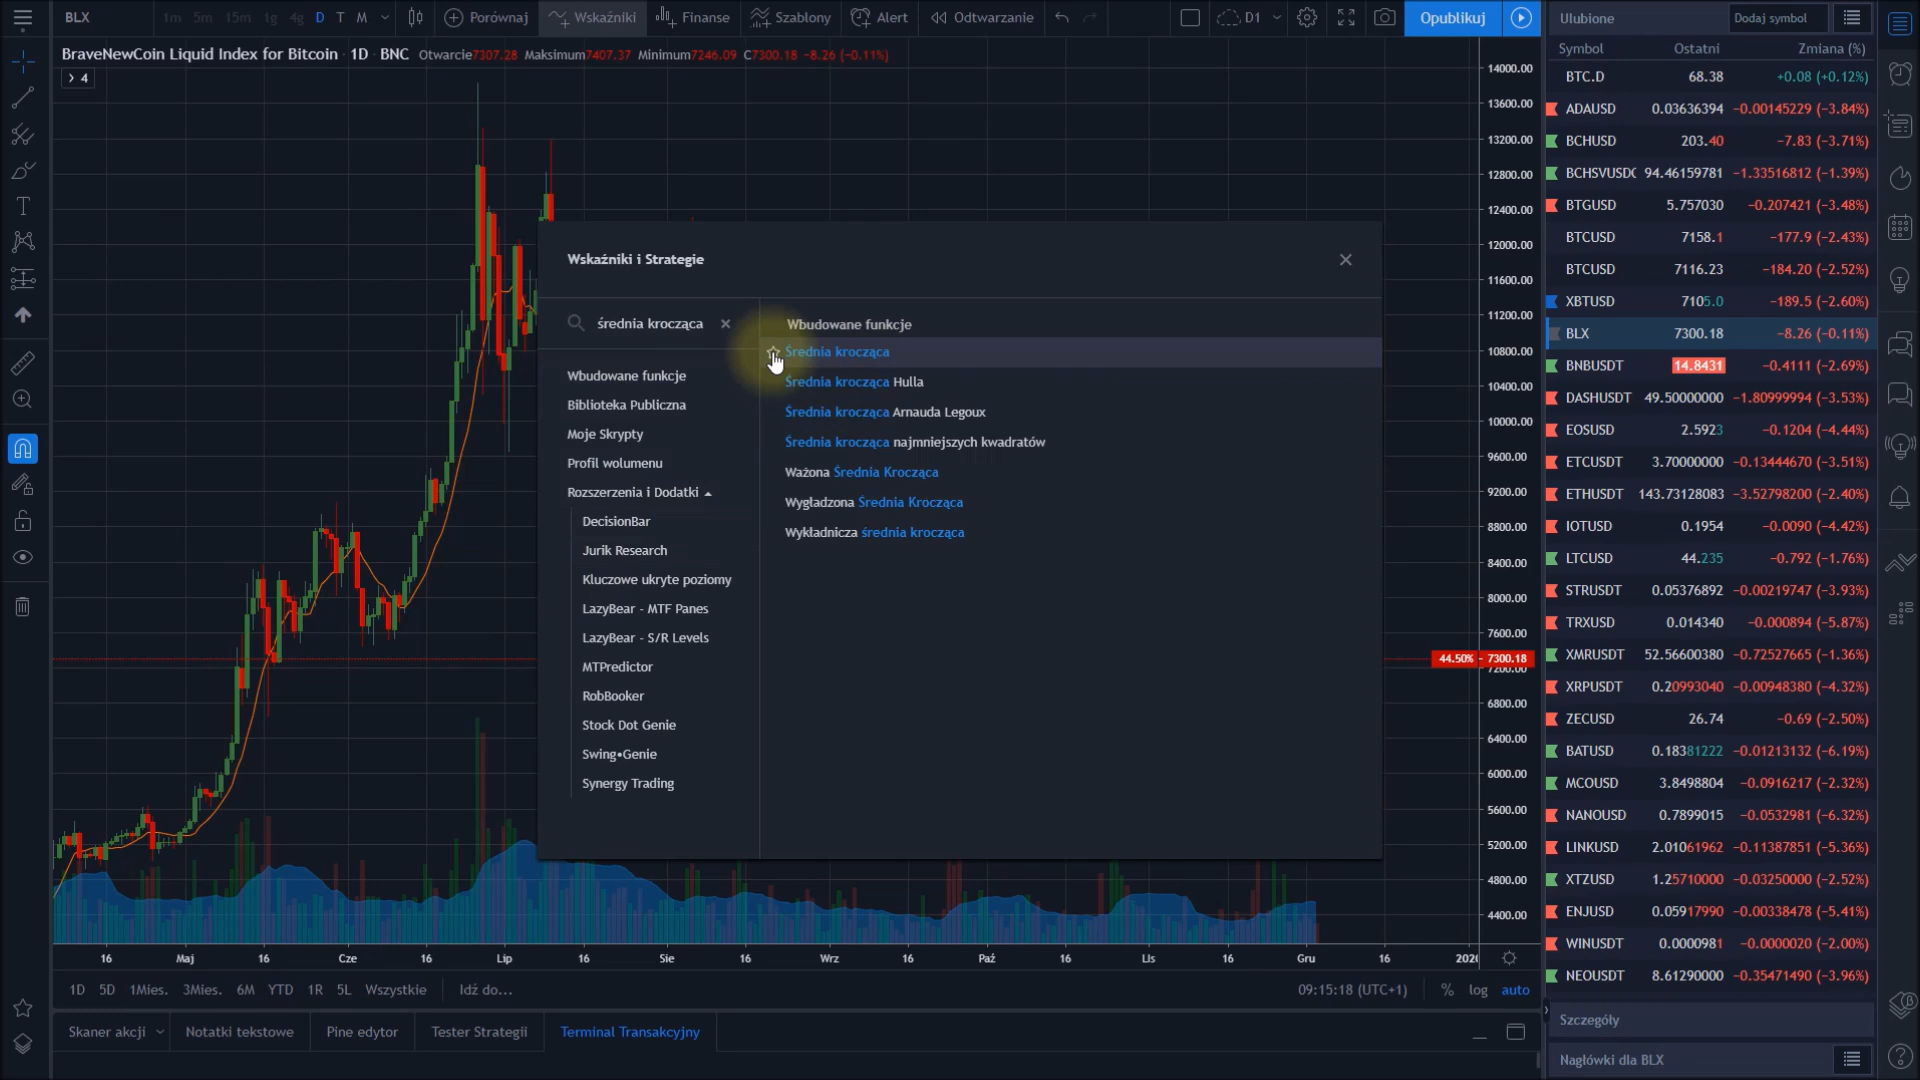 BLX 1m 5m 15m 1g 4g D T M Porównaj Wskaźniki Finanse Szablony Alert Odtwarzanie D1 Opublikuj
BraveNewCoin Liquid Index for Bitcoin · 1D · BNC Otwarcie7307.28 Maksimum7407.37 Minimum7246.09 C7300.18 −8.26 (−0.11%)
4
Wskaźniki i Strategie
średnia krocząca
Wbudowane funkcje
Biblioteka Publiczna
Moje Skrypty
Profil wolumenu
Rozszerzenia i Dodatki
DecisionBar
Jurik Research
Kluczowe ukryte poziomy
LazyBear - MTF Panes
LazyBear - S/R Levels
MTPredictor
RobBooker
Stock Dot Genie
Swing•Genie
Synergy Trading
Wbudowane funkcje
Średnia krocząca
Średnia krocząca Hulla
Średnia krocząca Arnauda Legoux
Średnia krocząca najmniejszych kwadratów
Ważona Średnia Krocząca
Wygładzona Średnia Krocząca
Wykładnicza średnia krocząca
14000.00
13600.00
13200.00
12800.00
12400.00
12000.00
11600.00
11200.00
10800.00
10400.00
10000.00
9600.00
9200.00
8800.00
8400.00
8000.00
7600.00
44.50% 7300.18
7200.00
6800.00
6400.00
6000.00
5600.00
5200.00
4800.00
4400.00
16 Maj 16 Cze 16 Lip 16 Sie 16 Wrz 16 Paź 16 Lis 16 Gru 16 2020
1D 5D 1Mies. 3Mies. 6M YTD 1R 5L Wszystkie Idź do... 09:15:18 (UTC+1) % log auto
Skaner akcji Notatki tekstowe Pine edytor Tester Strategii Terminal Transakcyjny
Ulubione Dodaj symbol
Symbol Ostatni Zmiana (%)
BTC.D 68.38 +0.08 (+0.12%)
ADAUSD 0.03636394 −0.00145229 (−3.84%)
BCHUSD 203.40 −7.83 (−3.71%)
BCHSVUSDC 94.46159781 −1.33516812 (−1.39%)
BTGUSD 5.757030 −0.207421 (−3.48%)
BTCUSD 7158.1 −177.9 (−2.43%)
BTCUSD 7116.23 −184.20 (−2.52%)
XBTUSD 7105.0 −189.5 (−2.60%)
BLX 7300.18 −8.26 (−0.11%)
BNBUSDT 14.8431 −0.4111 (−2.69%)
DASHUSDT 49.50000000 −1.80999994 (−3.53%)
EOSUSD 2.5923 −0.1204 (−4.44%)
ETCUSDT 3.70000000 −0.13444670 (−3.51%)
ETHUSDT 143.73128083 −3.52798200 (−2.40%)
IOTUSD 0.1954 −0.0090 (−4.42%)
LTCUSD 44.235 −0.792 (−1.76%)
STRUSDT 0.05376892 −0.00219747 (−3.93%)
TRXUSD 0.014340 −0.000894 (−5.87%)
XMRUSDT 52.56600380 −0.72527665 (−1.36%)
XRPUSDT 0.20993040 −0.00948380 (−4.32%)
ZECUSD 26.74 −0.69 (−2.50%)
BATUSD 0.18381222 −0.01213132 (−6.19%)
MCOUSD 3.8498804 −0.0916217 (−2.32%)
NANOUSD 0.7899015 −0.0532981 (−6.32%)
LINKUSD 2.01061962 −0.11387851 (−5.36%)
XTZUSD 1.25710000 −0.03250000 (−2.52%)
ENJUSD 0.05917990 −0.00338478 (−5.41%)
WINUSDT 0.0000981 −0.0000020 (−2.00%)
NEOUSDT 8.61290000 −0.35471490 (−3.96%)
Szczegóły
Nagłówki dla BLX